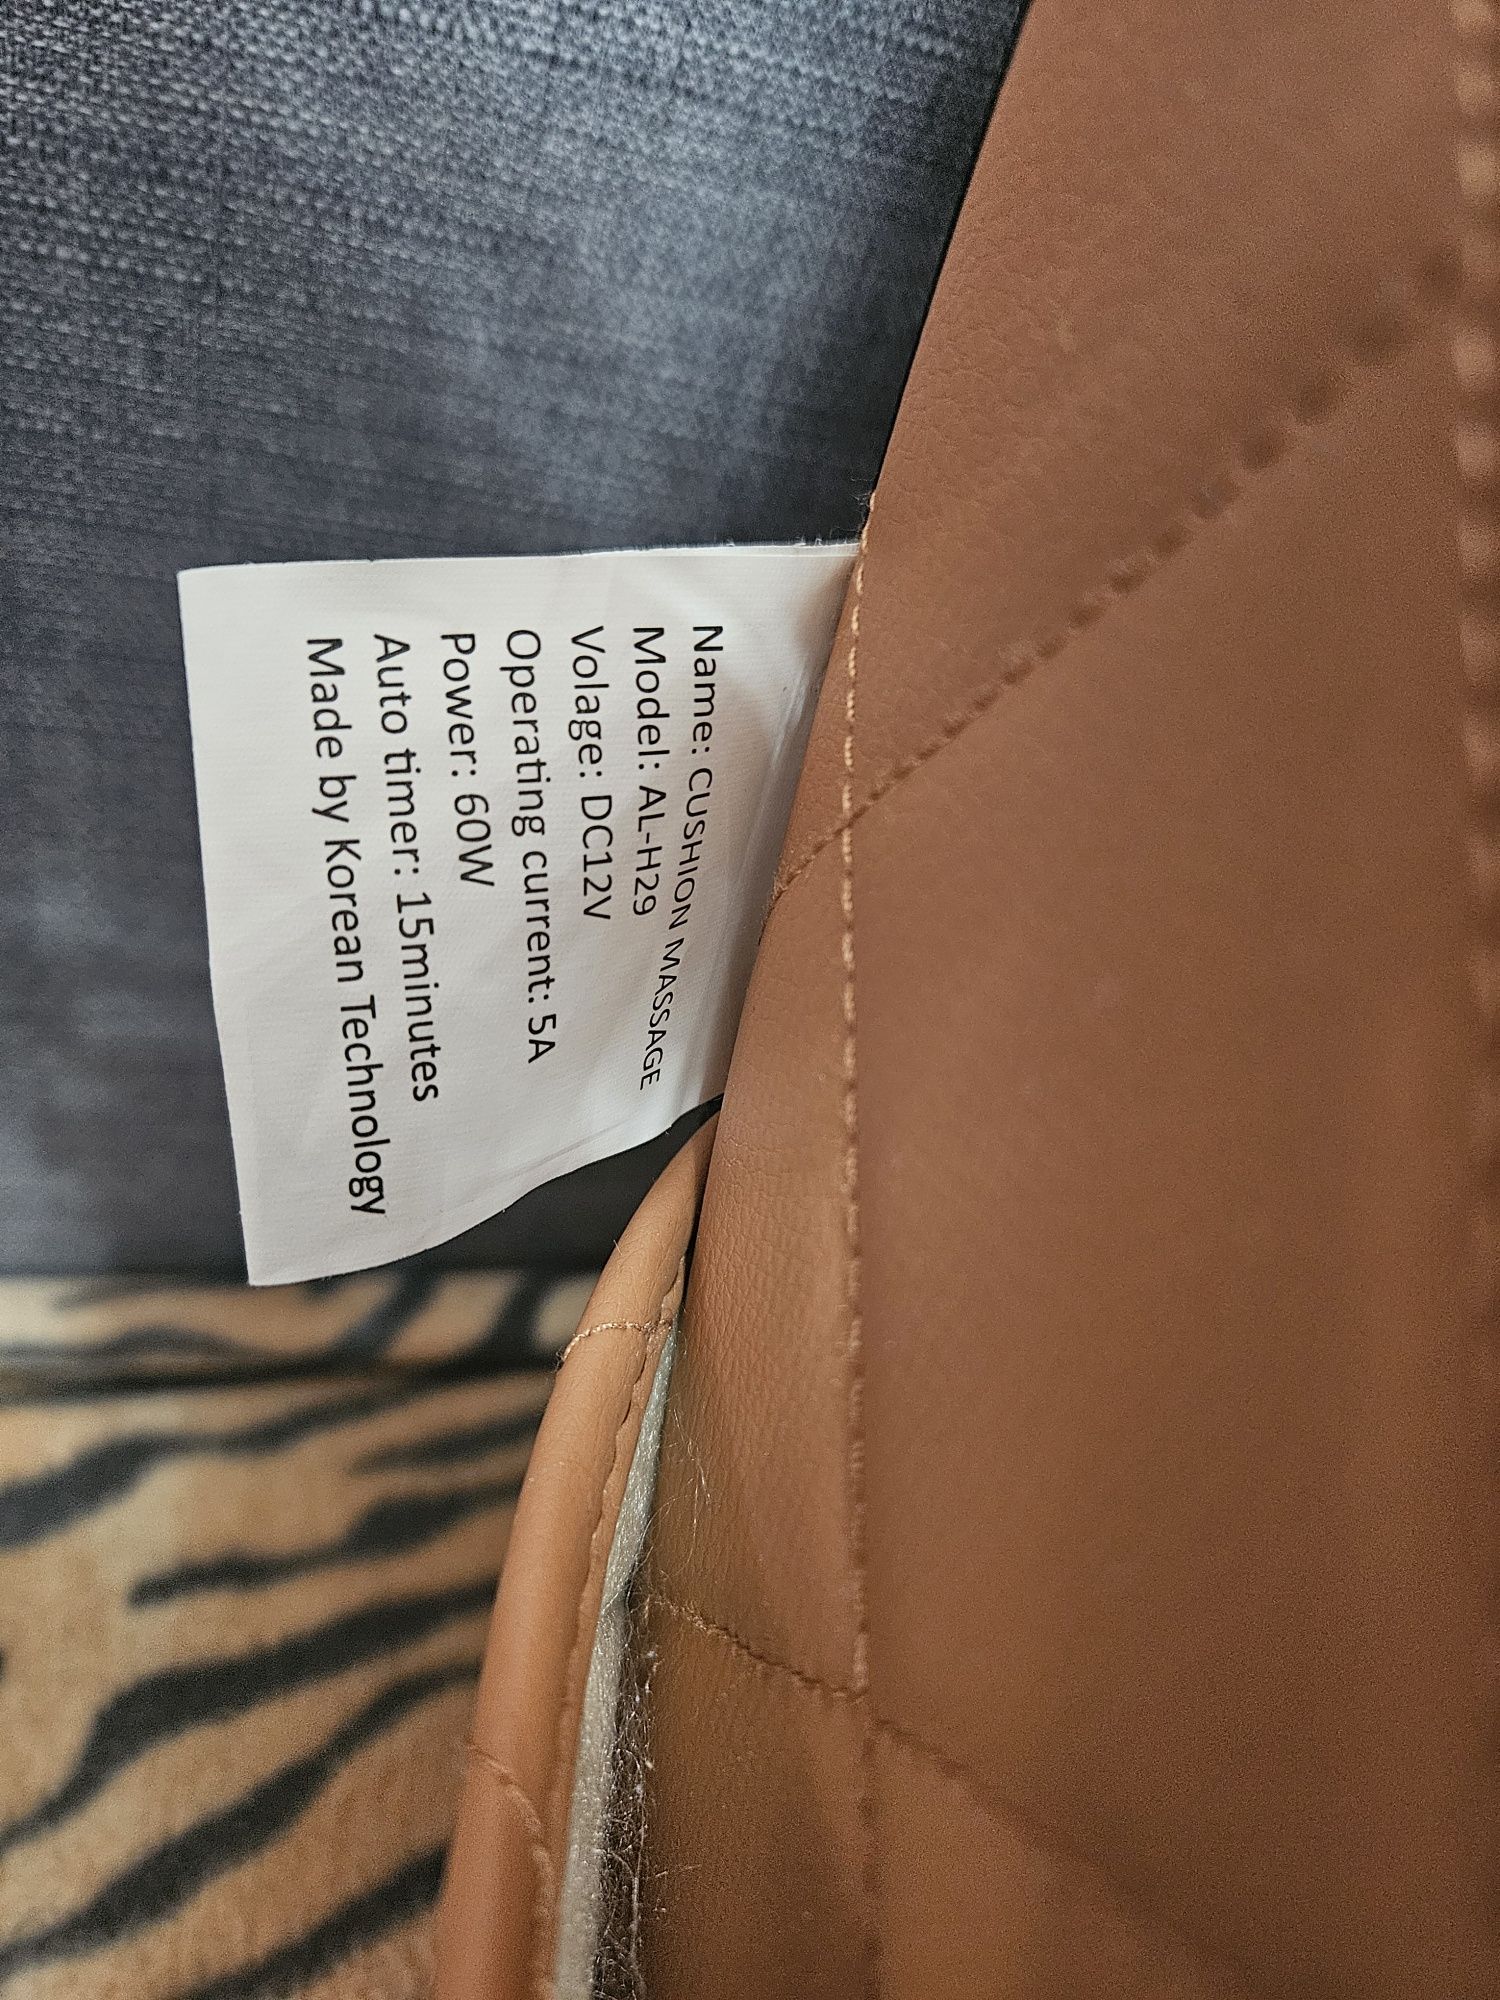 Name: CUSHION MASSAGE
Model: AL-H29
Volage: DC12V
Operating current: 5A
Power: 60W
Auto timer: 15minutes
Made by Korean Technology